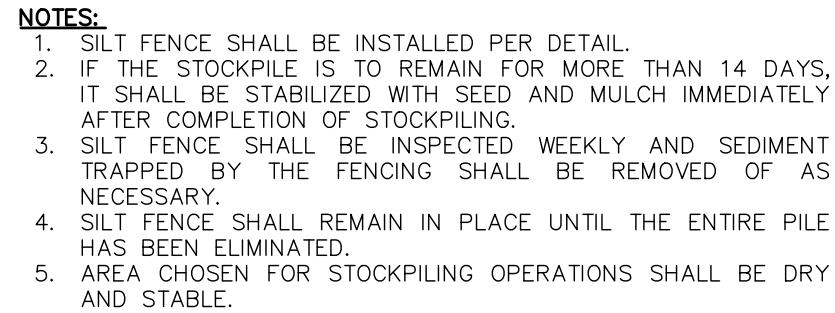 NOTES:
1. SILT FENCE SHALL BE INSTALLED PER DETAIL.
2. IF THE STOCKPILE IS TO REMAIN FOR MORE THAN 14 DAYS,
IT SHALL BE STABILIZED WITH SEED AND MULCH IMMEDIATELY
AFTER COMPLETION OF STOCKPILING.
3. SILT FENCE SHALL BE INSPECTED WEEKLY AND SEDIMENT
TRAPPED BY THE FENCING SHALL BE REMOVED OF AS
NECESSARY.
4. SILT FENCE SHALL REMAIN IN PLACE UNTIL THE ENTIRE PILE
HAS BEEN ELIMINATED.
5. AREA CHOSEN FOR STOCKPILING OPERATIONS SHALL BE DRY
AND STABLE.